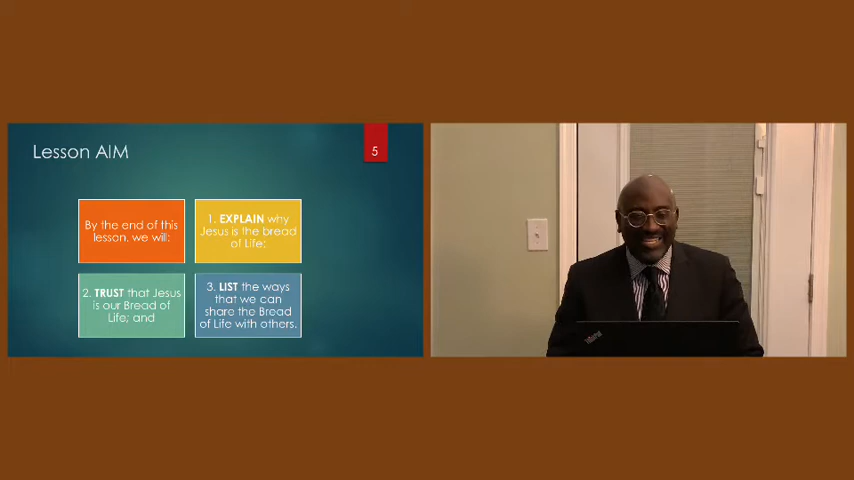 Lesson AIM
5
By the end of this
lesson, we will:
1. EXPLAIN why
Jesus is the bread
of Life;
2. TRUST that Jesus
is our Bread of
Life; and
3. LIST the ways
that we can
share the Bread
of Life with others.